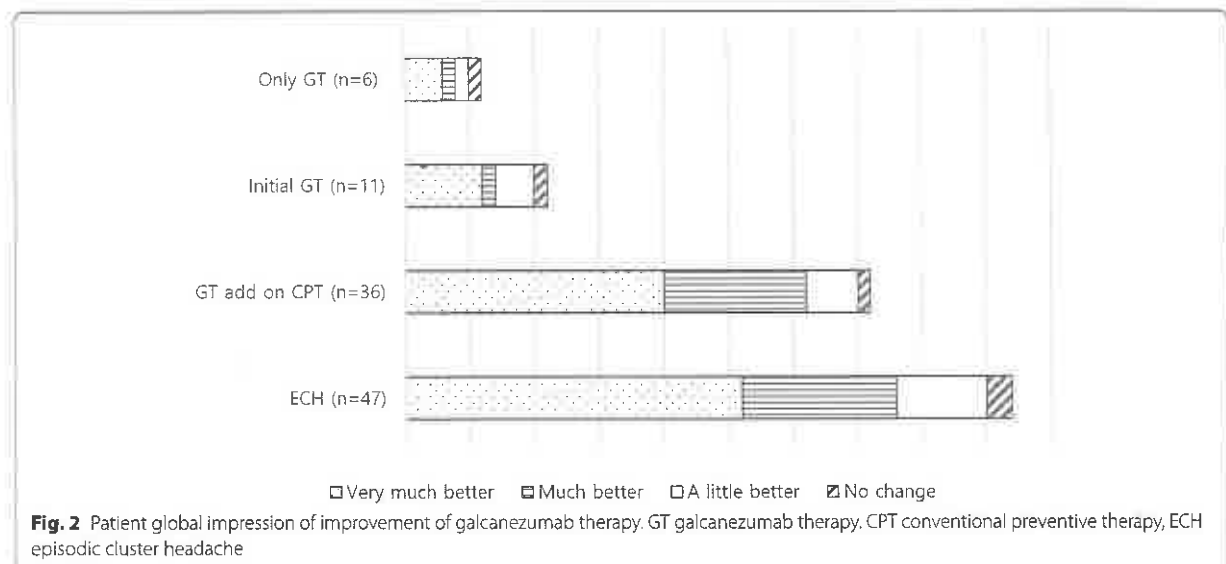 Only GT (n=6)
Initial GT (n=11)
GT add on CPT (n=36)
ECH (n=47)
Very much better Much better A little better No change
Fig. 2 Patient global impression of improvement of galcanezumab therapy. GT galcanezumab therapy, CPT conventional preventive therapy, ECH
episodic cluster headache